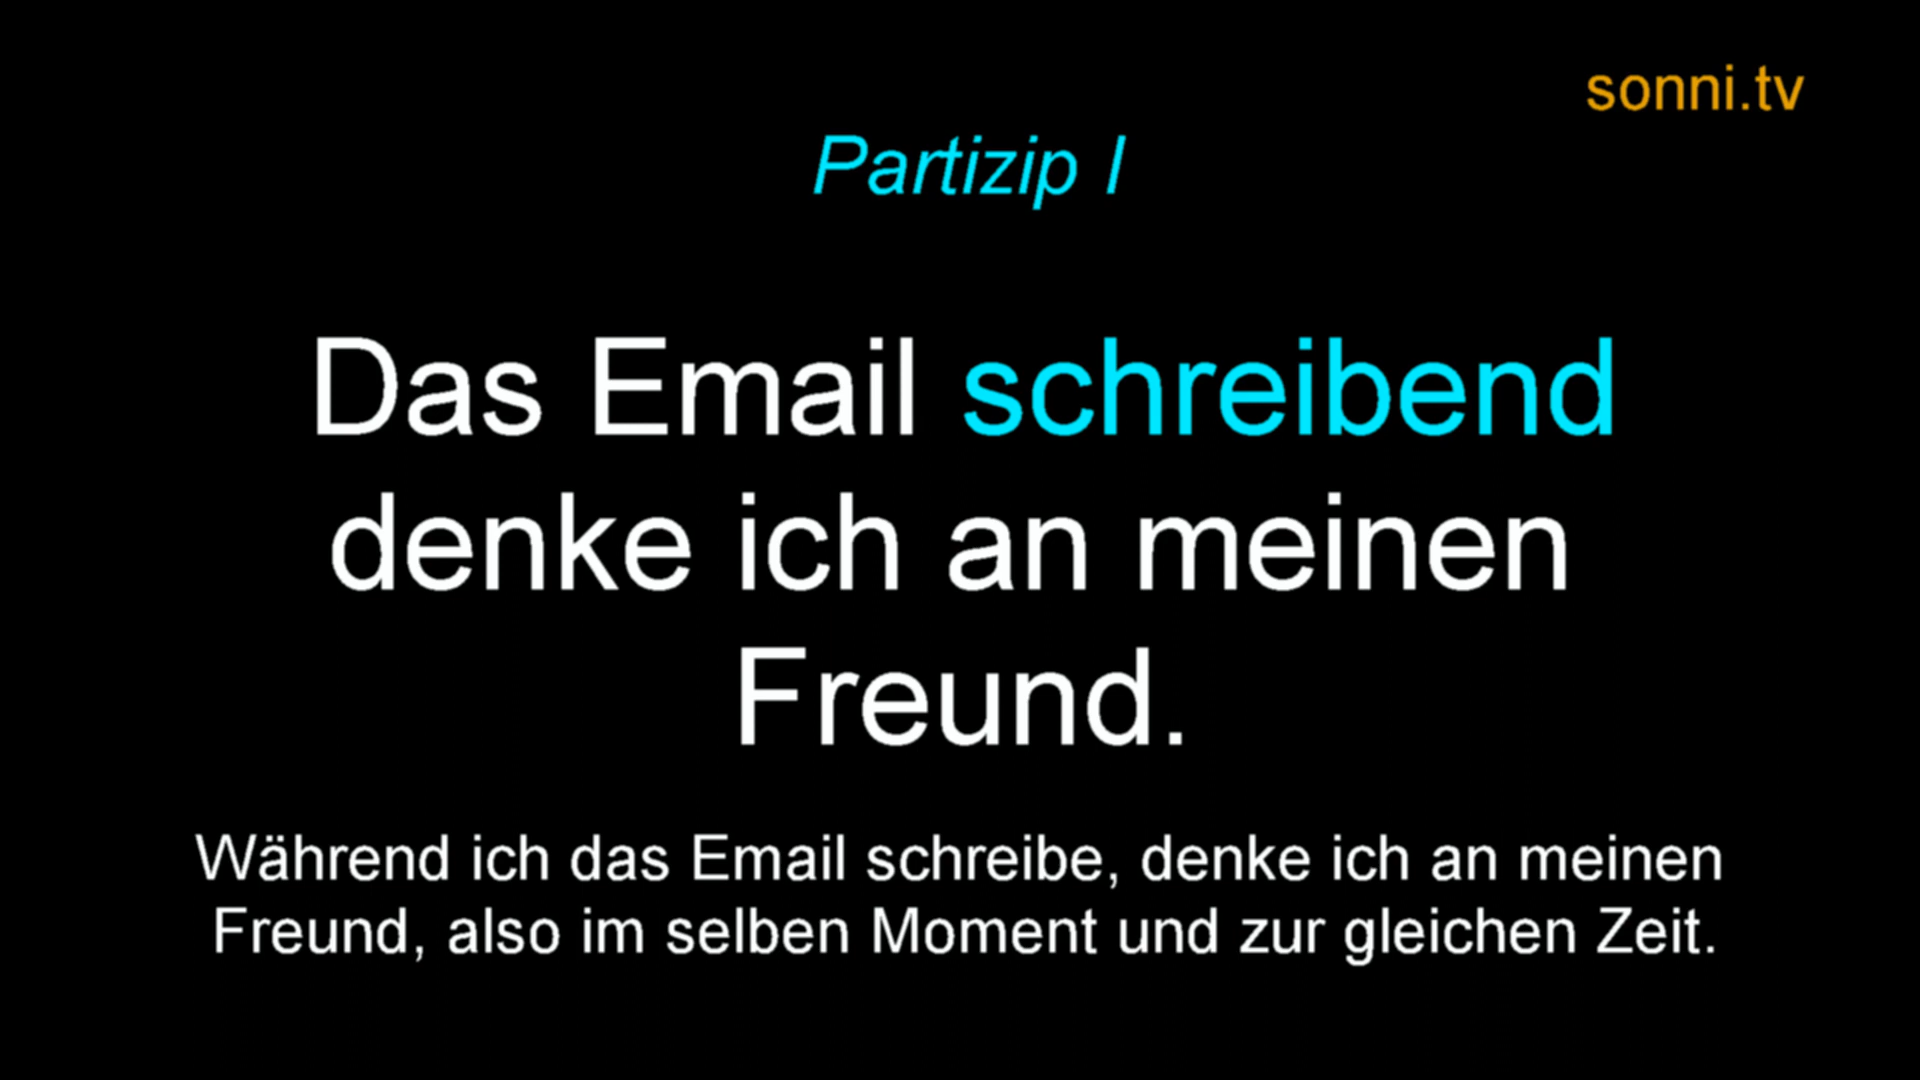 sonni.tv
Partizip I
Das Email schreibend
denke ich an meinen
Freund.
Während ich das Email schreibe, denke ich an meinen
Freund, also im selben Moment und zur gleichen Zeit.